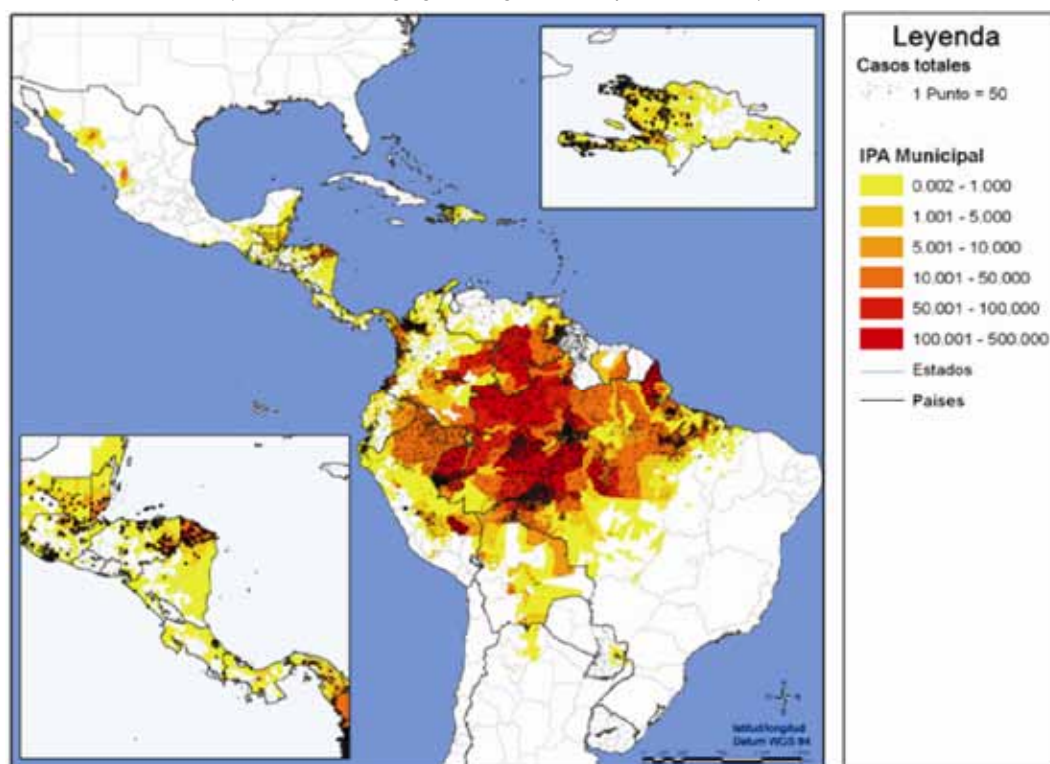 Leyenda
Casos totales
1 Punto = 50
IPA Municipal
0.002 - 1.000
1.001 - 5.000
5.001 - 10.000
10.001 - 50.000
50.001 - 100.000
100.001 - 500.000
Estados
Países
latitud/longitud
Datum WGS 84